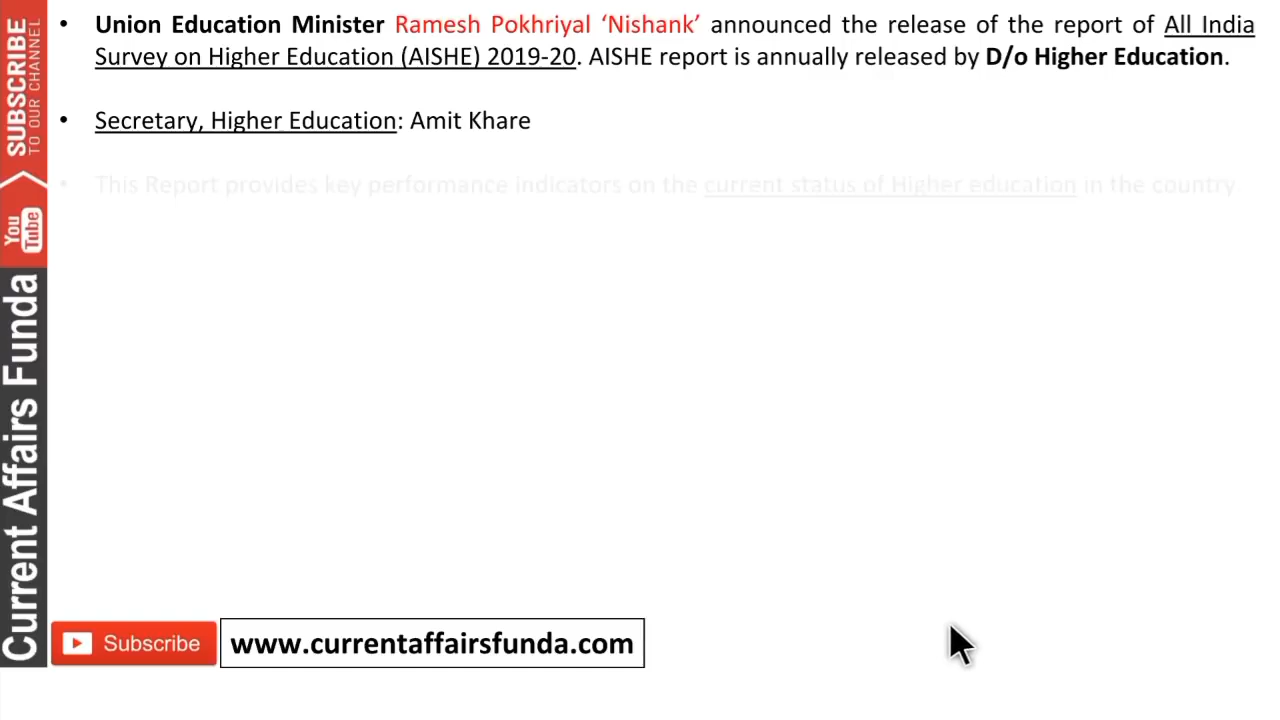 • Union Education Minister Ramesh Pokhriyal ‘Nishank’ announced the release of the report of All India
Survey on Higher Education (AISHE) 2019-20. AISHE report is annually released by D/o Higher Education.
• Secretary, Higher Education: Amit Khare
• This Report provides key performance indicators on the current status of Higher education in the country
SUBSCRIBE
TO OUR CHANNEL
You
Tube
Current Affairs Funda
Subscribe
www.currentaffairsfunda.com